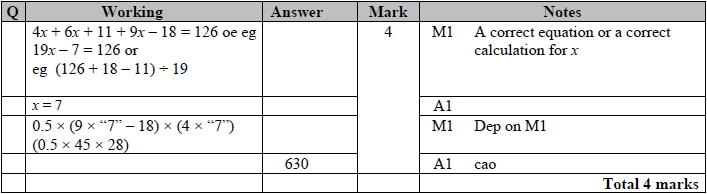 Q Working Answer Mark Notes
4x + 6x + 11 + 9x – 18 = 126 oe eg 4 M1 A correct equation or a correct
19x – 7 = 126 or calculation for x
eg (126 + 18 – 11) ÷ 19
x = 7 A1
0.5 × (9 × “7” – 18) × (4 × “7”) M1 Dep on M1
(0.5 × 45 × 28)
630 A1 cao
Total 4 marks